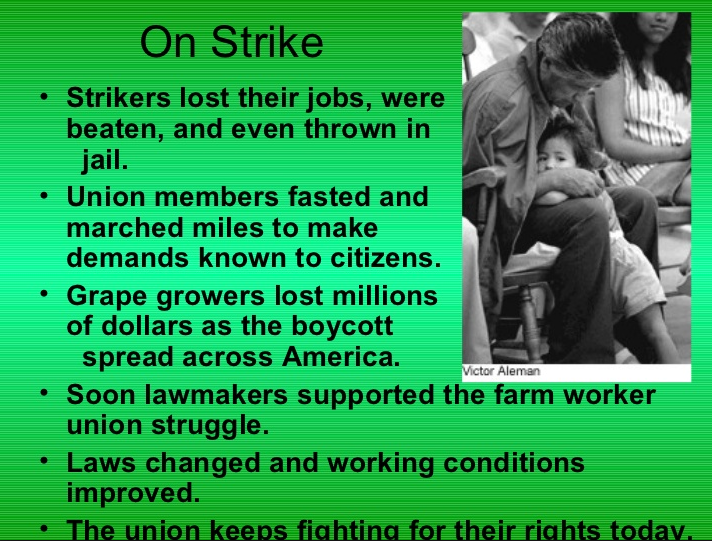 On Strike
• Strikers lost their jobs, were
beaten, and even thrown in
jail.
• Union members fasted and
marched miles to make
demands known to citizens.
• Grape growers lost millions
of dollars as the boycott
spread across America.
Victor Aleman
• Soon lawmakers supported the farm worker
union struggle.
• Laws changed and working conditions
improved.
• The union keeps fighting for their rights today.